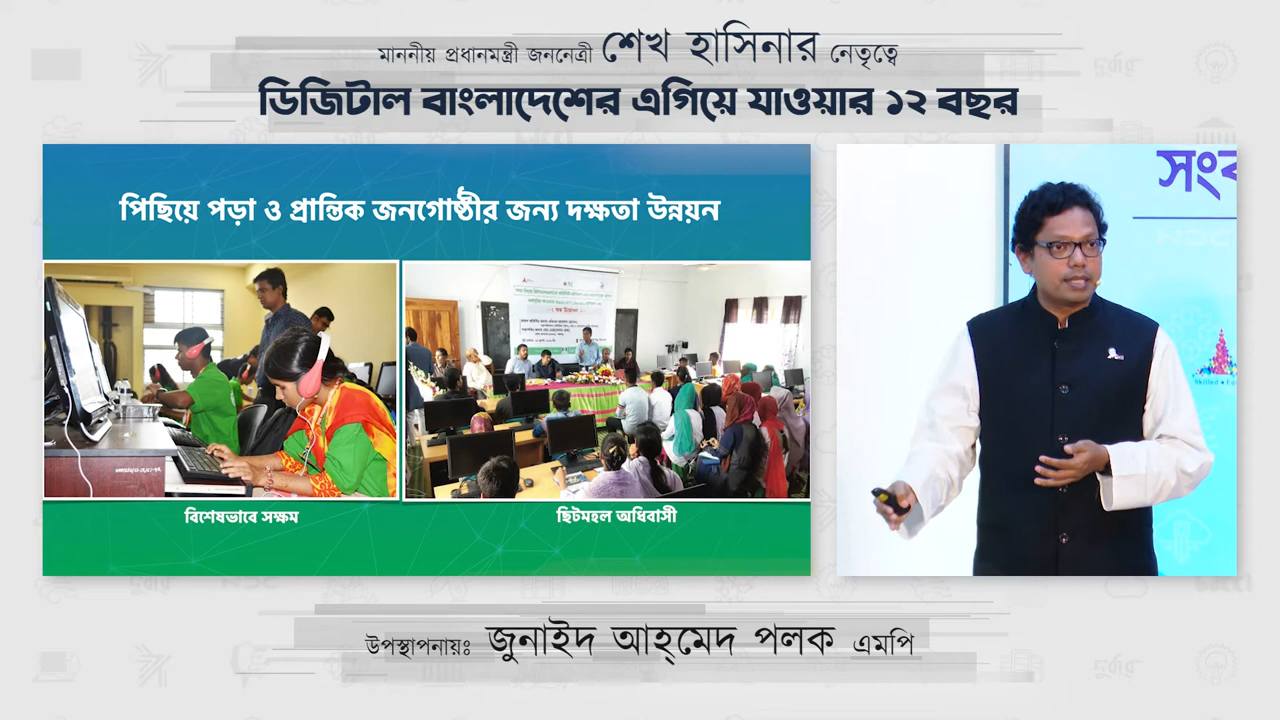 মাননীয় প্রধানমন্ত্রী জননেত্রী শেখ হাসিনার নেতৃত্বে
ডিজিটাল বাংলাদেশের এগিয়ে যাওয়ার ১২ বছর
পিছিয়ে পড়া ও প্রান্তিক জনগোষ্ঠীর জন্য দক্ষতা উন্নয়ন
বিশেষভাবে সক্ষম
ছিটমহল অধিবাসী
উপস্থাপনায়ঃ জুনাইদ আহ্‌মেদ পলক এমপি